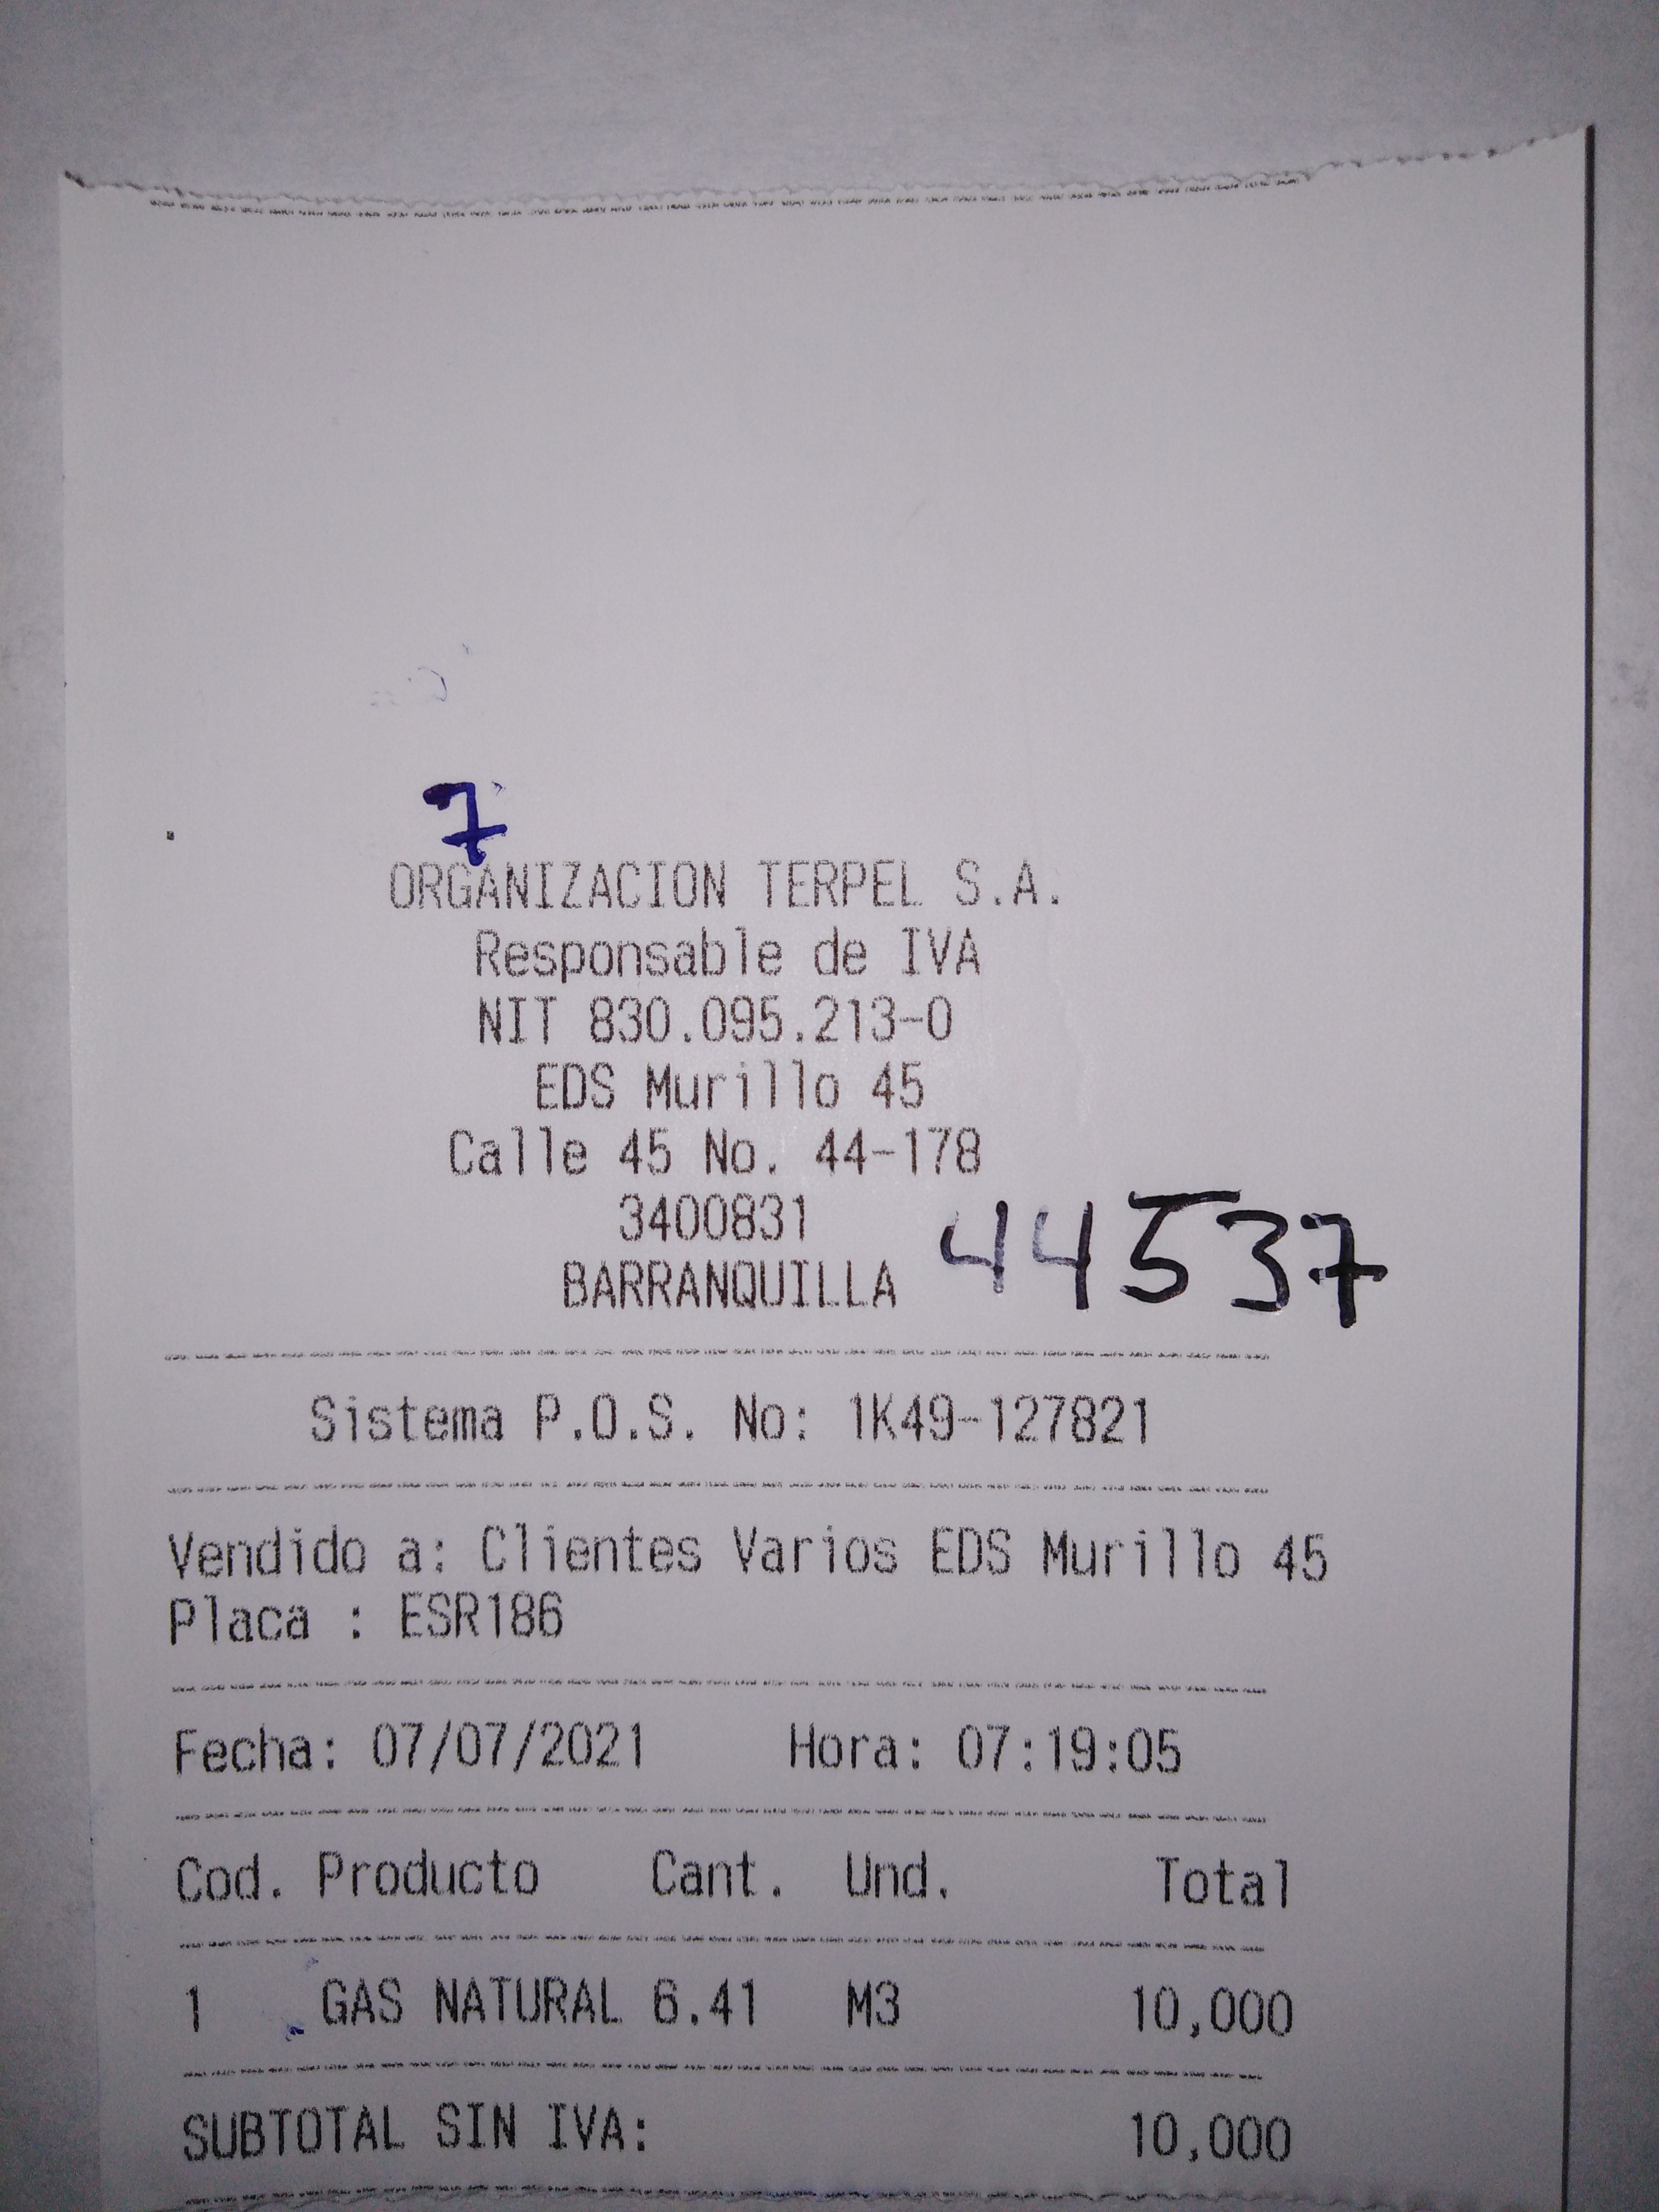 7
ORGANIZACION TERPEL S.A.
Responsable de IVA
NIT 830.095.213-0
EDS Murillo 45
Calle 45 No. 44-178
3400831
BARRANQUILLA 44537
Sistema P.O.S. No: 1K49-127821
Vendido a: Clientes Varios EDS Murillo 45
Placa : ESR186
Fecha: 07/07/2021 Hora: 07:19:05
Cod. Producto Cant. Und. Total
1 GAS NATURAL 6.41 M3 10,000
SUBTOTAL SIN IVA: 10,000